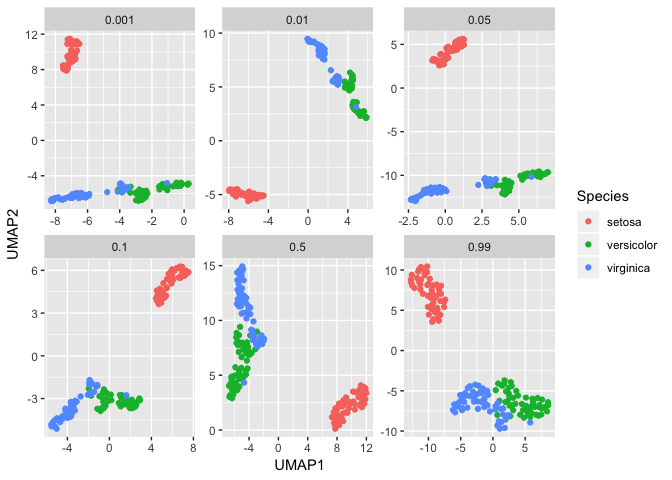 0.001 0.01 0.05
12 8 4 0 -4
10 5 0 -5
5 0 -5 -10
-8 -6 -4 -2 0
-8 -4 0 4
-2.5 0.0 2.5 5.0
UMAP2
Species
setosa
versicolor
virginica
0.1 0.5 0.99
6 3 0 -3
15 10 5 0
10 5 0 -5 -10
-4 0 4 8
-8 -4 0 4 8 12
-10 -5 0 5
UMAP1